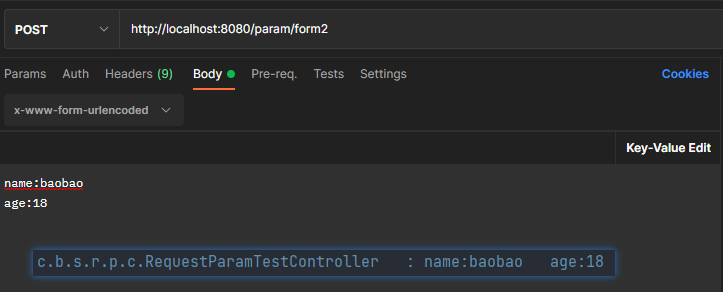 POST http://localhost:8080/param/form2
Params Auth Headers (9) Body Pre-req. Tests Settings Cookies
x-www-form-urlencoded
Key-Value Edit
name:baobao
age:18
c.b.s.r.p.c.RequestParamTestController : name:baobao age:18